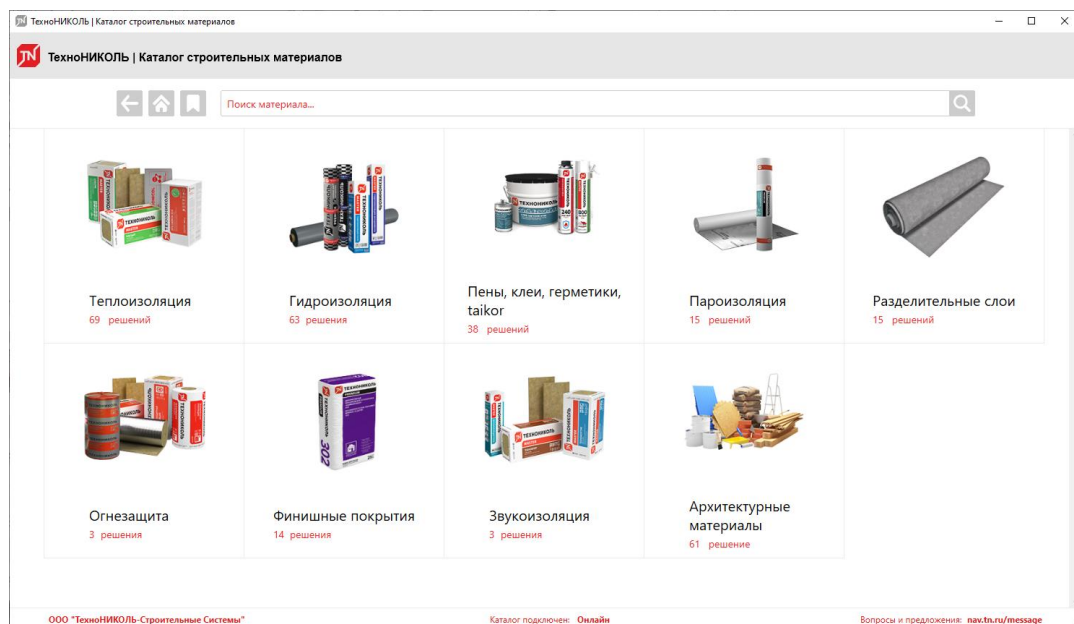 ТехноНИКОЛЬ | Каталог строительных материалов
ТехноНИКОЛЬ | Каталог строительных материалов
Поиск материала...
Теплоизоляция
69 решений
Гидроизоляция
63 решения
Пены, клеи, герметики,
taikor
38 решений
Пароизоляция
15 решений
Разделительные слои
15 решений
Огнезащита
3 решения
Финишные покрытия
14 решения
Звукоизоляция
3 решения
Архитектурные
материалы
61 решение
ООО "ТехноНИКОЛЬ-Строительные Системы"
Каталог подключен: Онлайн
Вопросы и предложения: nav.tn.ru/message